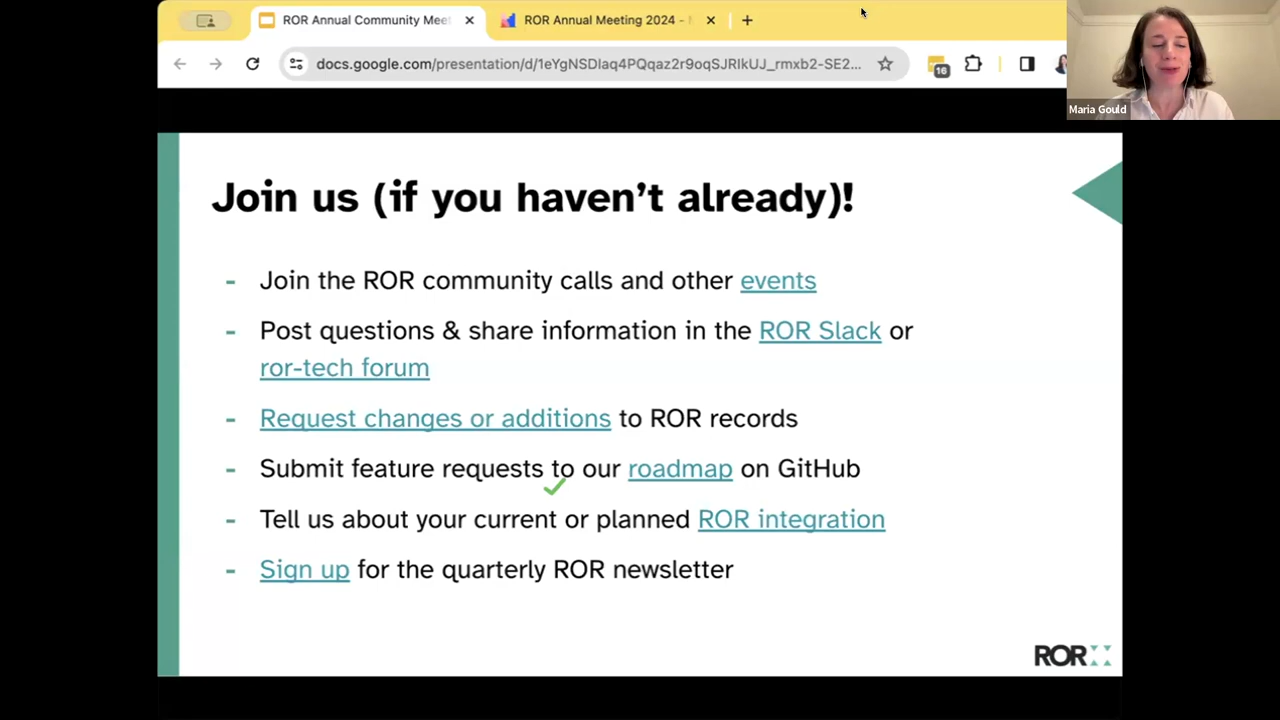 ROR Annual Community Meet
ROR Annual Meeting 2024 -
docs.google.com/presentation/d/1eYgNSDIaq4PQqaz2r9oqSJRIkUJ_rmxb2-SE2...
16
Maria Gould
Join us (if you haven't already)!
- Join the ROR community calls and other events
- Post questions & share information in the ROR Slack or
ror-tech forum
- Request changes or additions to ROR records
- Submit feature requests to our roadmap on GitHub
- Tell us about your current or planned ROR integration
- Sign up for the quarterly ROR newsletter
ROR